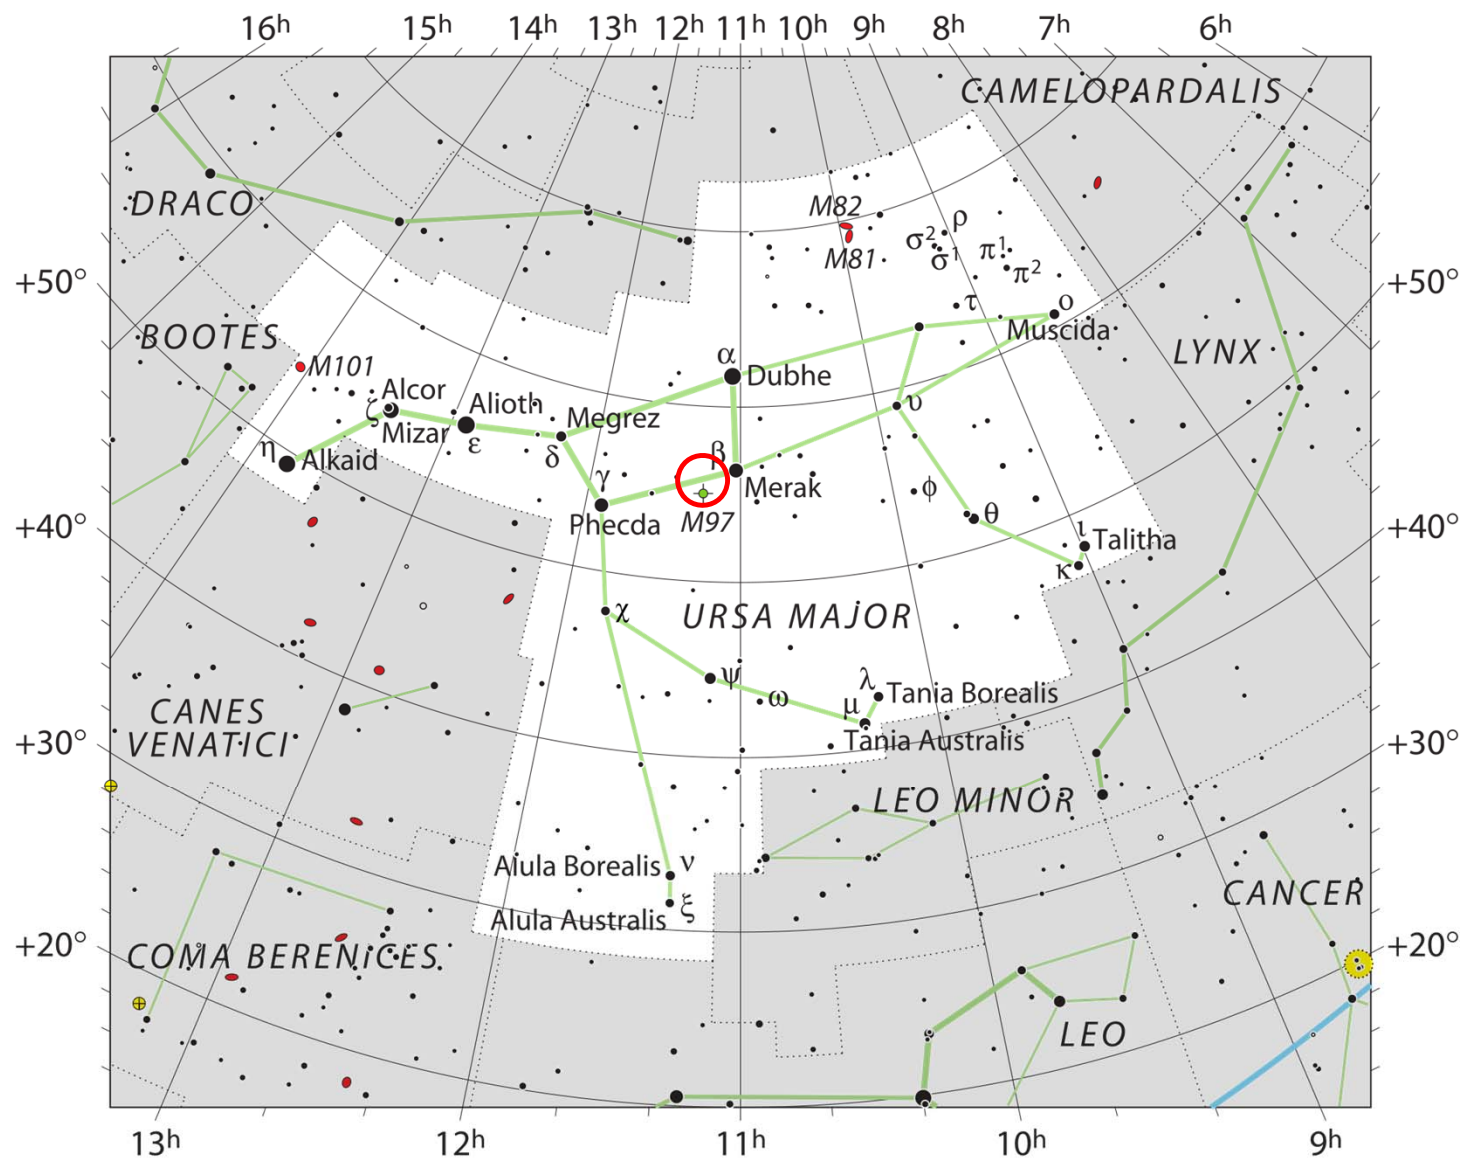 16h 15h 14h 13h 12h 11h 10h 9h 8h 7h 6h
CAMELOPARDALIS
DRACO
M82
ρ
σ² σ¹ π¹
M81
π²
+50° +50°
τ ο
BOOTES
Muscida
LYNX
M101
α
Dubhe
Alcor
Alioth
ζ
υ
Megrez
Mizar ε
η
Alkaid
δ
β
γ
Merak
φ
Phecda
M97
θ
+40° +40°
ι
Talitha
κ
χ
URSA MAJOR
ψ
λ
Tania Borealis
ω
μ
CANES
VENATICI
Tania Australis
+30° +30°
LEO MINOR
Alula Borealis ν
CANCER
Alula Australis ξ
+20° +20°
COMA BERENICES
LEO
13h 12h 11h 10h 9h